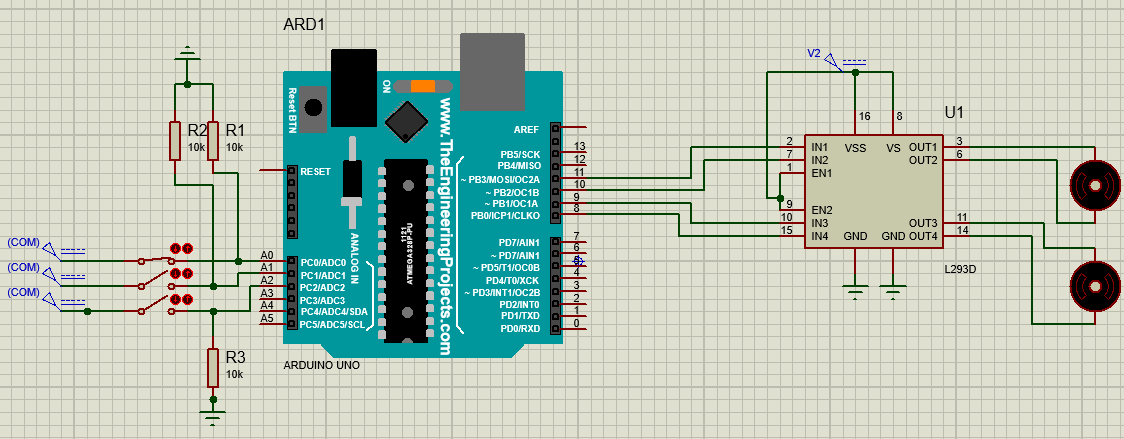 ARD1
R2
10k
R1
10k
(COM)
(COM)
(COM)
R3
10k
Reset BTN
ON
www.TheEngineeringProjects.com
RESET
ANALOG IN
1121
ATMEGA328P-PU
A0
A1
A2
A3
A4
A5
PC0/ADC0
PC1/ADC1
PC2/ADC2
PC3/ADC3
PC4/ADC4/SDA
PC5/ADC5/SCL
AREF
PB5/SCK 13
PB4/MISO 12
~ PB3/MOSI/OC2A 11
~ PB2/OC1B 10
~ PB1/OC1A 9
PB0/ICP1/CLKO 8
PD7/AIN1 7
~ PD7/AIN1 6
~ PD5/T1/OC0B 5
PD4/T0/XCK 4
~ PD3/INT1/OC2B 3
PD2/INT0 2
PD1/TXD 1
PD0/RXD 0
ARDUINO UNO
V2
U1
16
8
2
7
1
9
10
15
IN1
IN2
EN1
EN2
IN3
IN4
VSS
VS
OUT1
OUT2
OUT3
OUT4
GND
GND
3
6
11
14
L293D